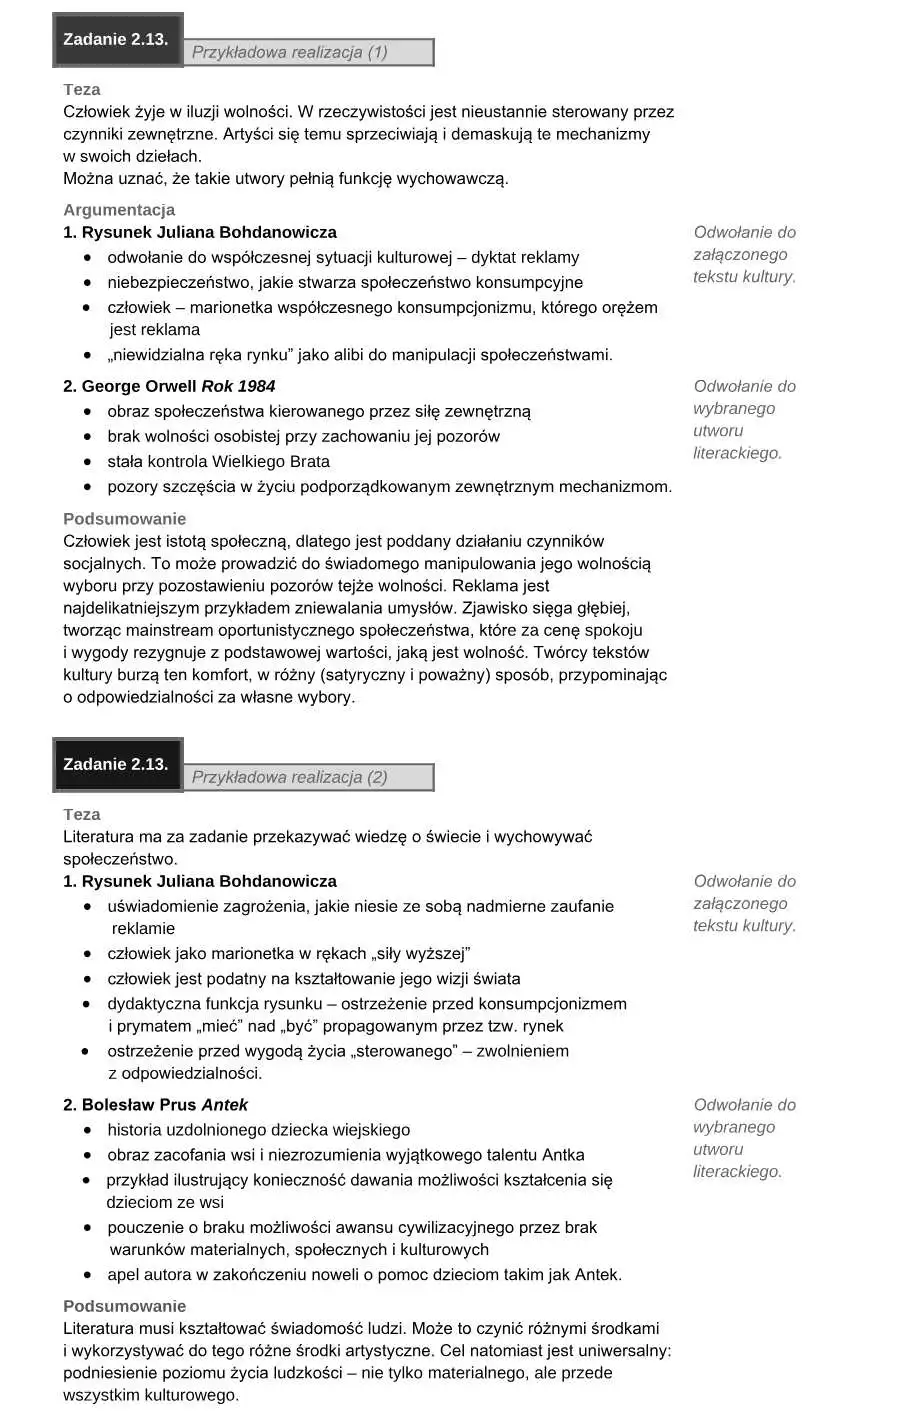 Zadanie 2.13.
Przykładowa realizacja (1)
Teza
Człowiek żyje w iluzji wolności. W rzeczywistości jest nieustannie sterowany przez
czynniki zewnętrzne. Artyści się temu sprzeciwiają i demaskują te mechanizmy
w swoich dziełach.
Można uznać, że takie utwory pełnią funkcję wychowawczą.
Argumentacja
1. Rysunek Juliana Bohdanowicza
• odwołanie do współczesnej sytuacji kulturowej – dyktat reklamy
• niebezpieczeństwo, jakie stwarza społeczeństwo konsumpcyjne
• człowiek – marionetka współczesnego konsumpcjonizmu, którego orężem
jest reklama
• „niewidzialna ręka rynku” jako alibi do manipulacji społeczeństwami.
Odwołanie do
załączonego
tekstu kultury.
2. George Orwell Rok 1984
• obraz społeczeństwa kierowanego przez siłę zewnętrzną
• brak wolności osobistej przy zachowaniu jej pozorów
• stała kontrola Wielkiego Brata
• pozory szczęścia w życiu podporządkowanym zewnętrznym mechanizmom.
Odwołanie do
wybranego
utworu
literackiego.
Podsumowanie
Człowiek jest istotą społeczną, dlatego jest poddany działaniu czynników
socjalnych. To może prowadzić do świadomego manipulowania jego wolnością
wyboru przy pozostawieniu pozorów tejże wolności. Reklama jest
najdelikatniejszym przykładem zniewalania umysłów. Zjawisko sięga głębiej,
tworząc mainstream oportunistycznego społeczeństwa, które za cenę spokoju
i wygody rezygnuje z podstawowej wartości, jaką jest wolność. Twórcy tekstów
kultury burzą ten komfort, w różny (satyryczny i poważny) sposób, przypominając
o odpowiedzialności za własne wybory.
Zadanie 2.13.
Przykładowa realizacja (2)
Teza
Literatura ma za zadanie przekazywać wiedzę o świecie i wychowywać
społeczeństwo.
1. Rysunek Juliana Bohdanowicza
• uświadomienie zagrożenia, jakie niesie ze sobą nadmierne zaufanie
reklamie
• człowiek jako marionetka w rękach „siły wyższej”
• człowiek jest podatny na kształtowanie jego wizji świata
• dydaktyczna funkcja rysunku – ostrzeżenie przed konsumpcjonizmem
i prymatem „mieć” nad „być” propagowanym przez tzw. rynek
• ostrzeżenie przed wygodą życia „sterowanego” – zwolnieniem
z odpowiedzialności.
Odwołanie do
załączonego
tekstu kultury.
2. Bolesław Prus Antek
• historia uzdolnionego dziecka wiejskiego
• obraz zacofania wsi i niezrozumienia wyjątkowego talentu Antka
• przykład ilustrujący konieczność dawania możliwości kształcenia się
dzieciom ze wsi
• pouczenie o braku możliwości awansu cywilizacyjnego przez brak
warunków materialnych, społecznych i kulturowych
• apel autora w zakończeniu noweli o pomoc dzieciom takim jak Antek.
Odwołanie do
wybranego
utworu
literackiego.
Podsumowanie
Literatura musi kształtować świadomość ludzi. Może to czynić różnymi środkami
i wykorzystywać do tego różne środki artystyczne. Cel natomiast jest uniwersalny:
podniesienie poziomu życia ludzkości – nie tylko materialnego, ale przede
wszystkim kulturowego.